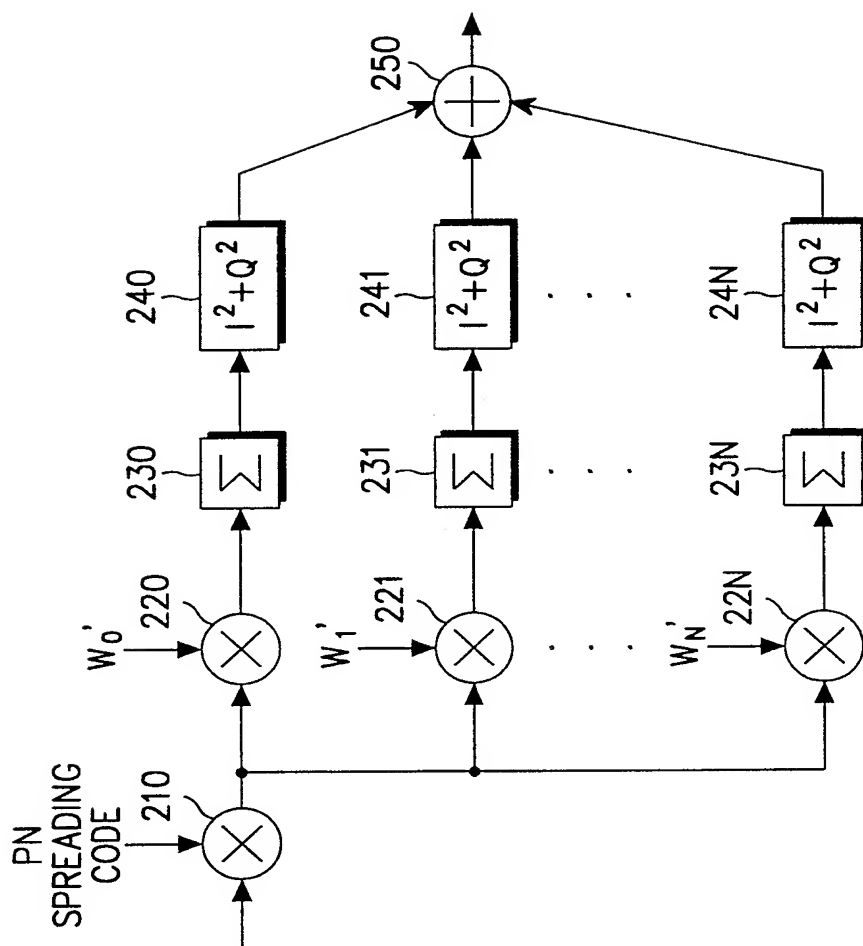 PN
SPREADING
CODE
210
W₀'
220
230
240
Σ
I²+Q²
250
W₁'
221
231
241
Σ
I²+Q²
. . .
. . .
. . .
W_N'
22N
23N
24N
Σ
I²+Q²